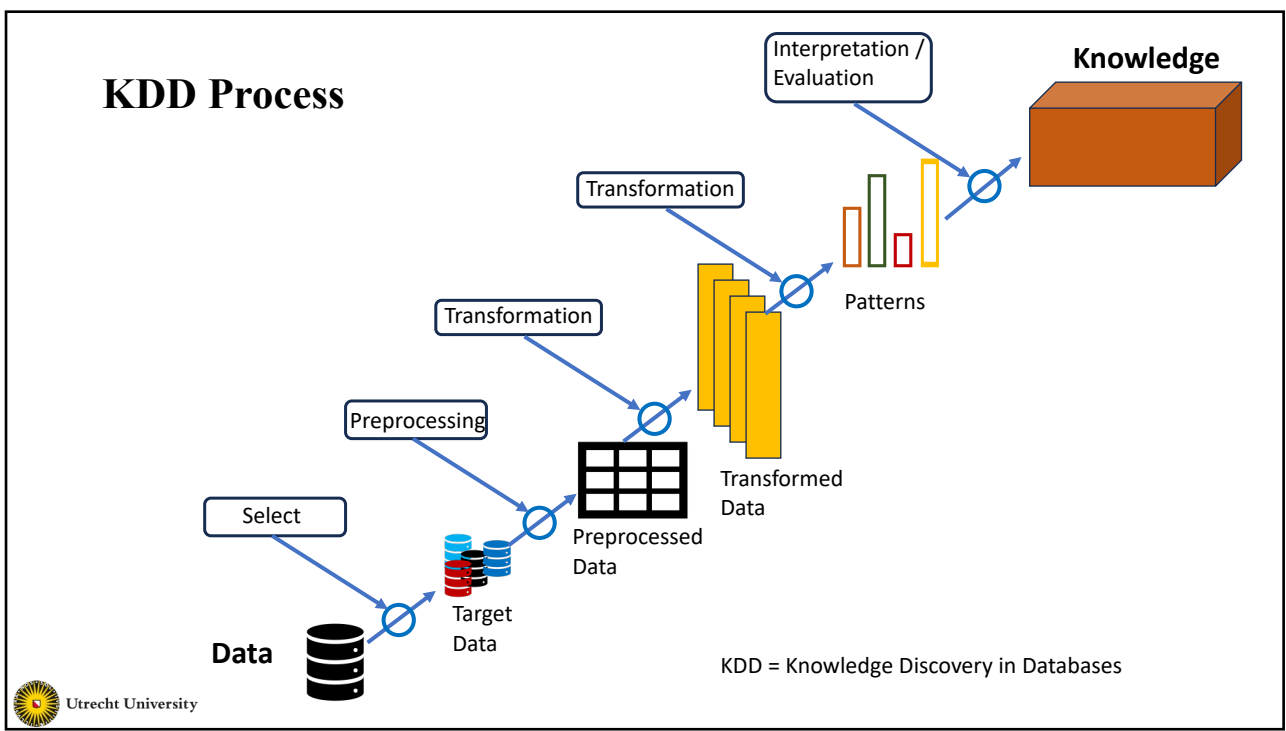 KDD Process
Interpretation /
Evaluation
Knowledge
Transformation
Patterns
Transformation
Transformed
Data
Preprocessing
Preprocessed
Data
Select
Target
Data
Data
KDD = Knowledge Discovery in Databases
Utrecht University